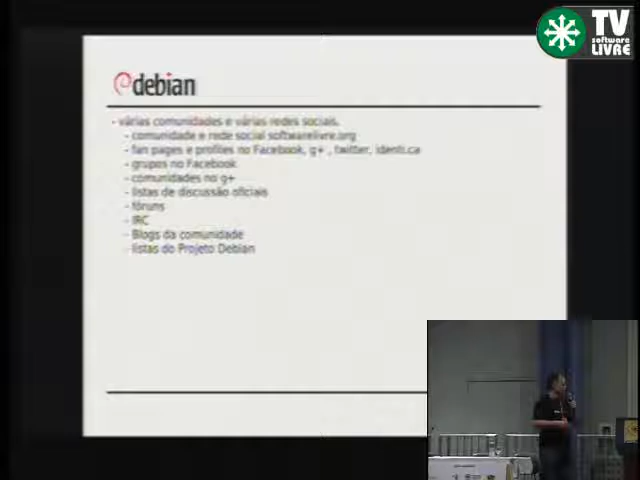 TV
software
LIVRE
debian
- várias comunidades e várias redes sociais.
- comunidade e rede social softwarelivre.org
- fan pages e profiles no Facebook, g+ , twitter, identi.ca
- grupos no Facebook
- comunidades no g+
- listas de discussão oficiais
- fóruns
- IRC
- Blogs da comunidade
- listas do Projeto Debian